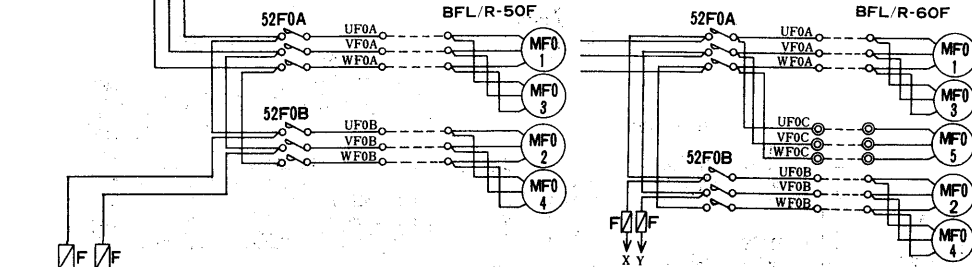 BFL/R-50F
52F0A
UF0A
VF0A
WF0A
MF0
1
MF0
3
52F0B
UF0B
VF0B
WF0B
MF0
2
MF0
4
F
F
BFL/R-60F
52F0A
UF0A
VF0A
WF0A
MF0
1
MF0
3
UF0C
VF0C
WF0C
MF0
5
52F0B
UF0B
VF0B
WF0B
MF0
2
MF0
4
F
F
X Y